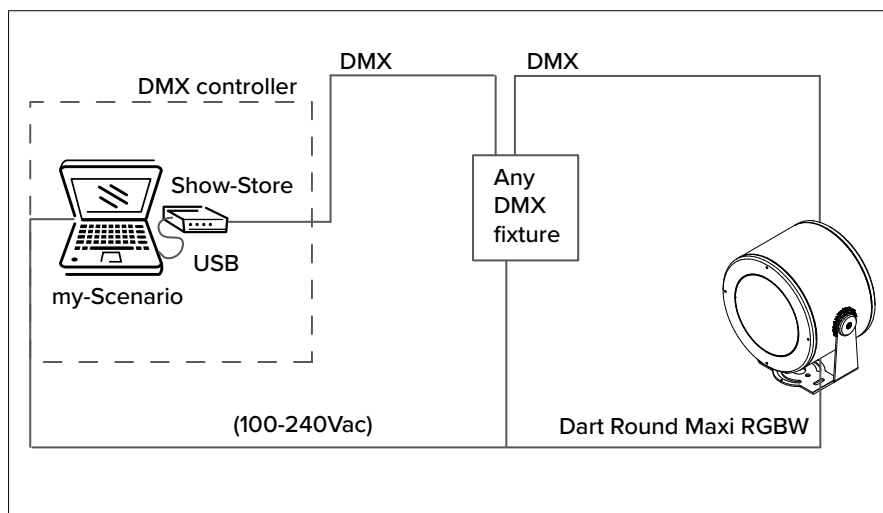 DMX
DMX
DMX controller
Show-Store
Any
DMX
fixture
USB
my-Scenario
(100-240Vac)
Dart Round Maxi RGBW